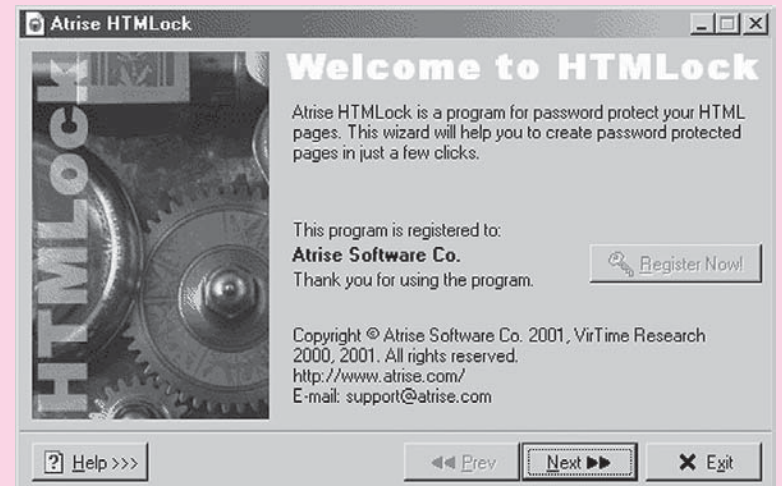 Atrise HTMLock
HTMLock
Welcome to HTMLock
Atrise HTMLock is a program for password protect your HTML
pages. This wizard will help you to create password protected
pages in just a few clicks.
This program is registered to:
Atrise Software Co.
Thank you for using the program.
Register Now!
Copyright © Atrise Software Co. 2001, VirTime Research
2000, 2001. All rights reserved.
http://www.atrise.com/
E-mail: support@atrise.com
? Help >>>
Prev
Next
Exit